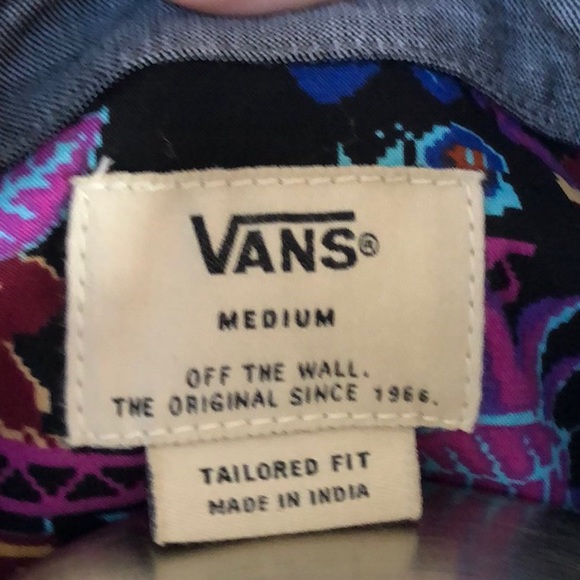 VANS®
MEDIUM
OFF THE WALL.
THE ORIGINAL SINCE 1966.
TAILORED FIT
MADE IN INDIA